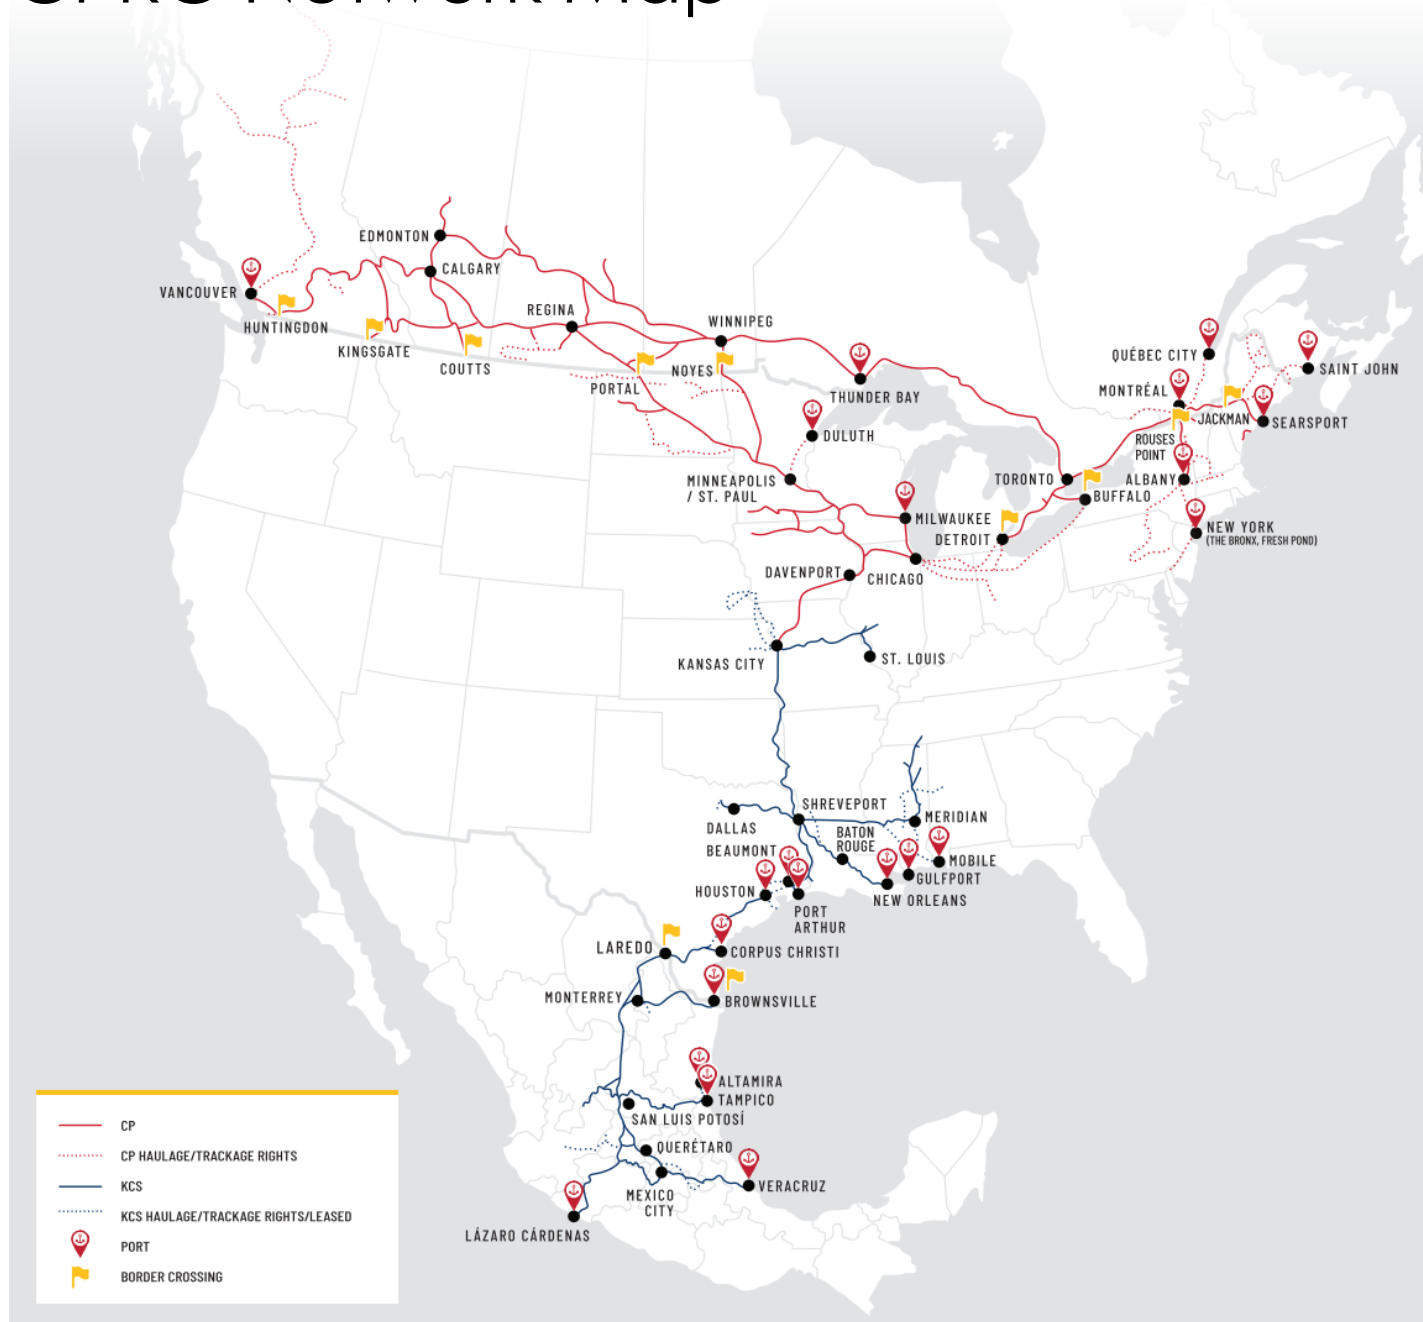 Network Map
EDMONTON
CALGARY
VANCOUVER
HUNTINGDON
KINGSGATE
COUTTS
REGINA
WINNIPEG
PORTAL
NOYES
THUNDER BAY
DULUTH
MINNEAPOLIS
/ ST. PAUL
QUÉBEC CITY
SAINT JOHN
MONTRÉAL
JACKMAN
SEARSPORT
ROUSES
POINT
TORONTO
ALBANY
BUFFALO
MILWAUKEE
DETROIT
NEW YORK
(THE BRONX, FRESH POND)
DAVENPORT
CHICAGO
KANSAS CITY
ST. LOUIS
SHREVEPORT
MERIDIAN
DALLAS
BATON
ROUGE
BEAUMONT
MOBILE
GULFPORT
HOUSTON
NEW ORLEANS
PORT
ARTHUR
LAREDO
CORPUS CHRISTI
MONTERREY
BROWNSVILLE
ALTAMIRA
TAMPICO
SAN LUIS POTOSÍ
QUERÉTARO
VERACRUZ
MEXICO
CITY
LÁZARO CÁRDENAS
CP
CP HAULAGE/TRACKAGE RIGHTS
KCS
KCS HAULAGE/TRACKAGE RIGHTS/LEASED
PORT
BORDER CROSSING